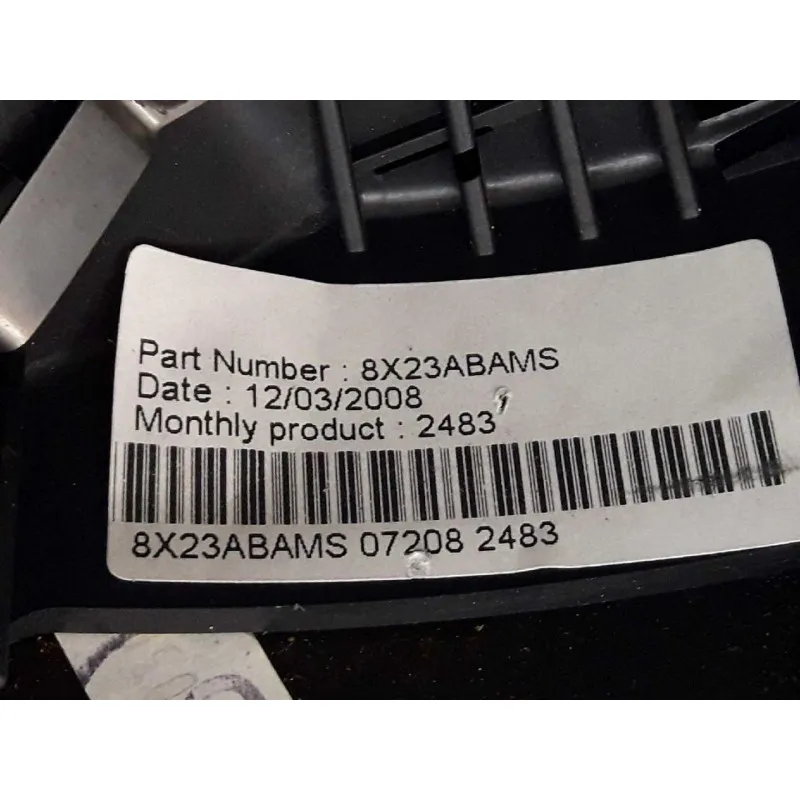 Part Number : 8X23ABAMS
Date : 12/03/2008
Monthly product : 2483
8X23ABAMS 07208 2483